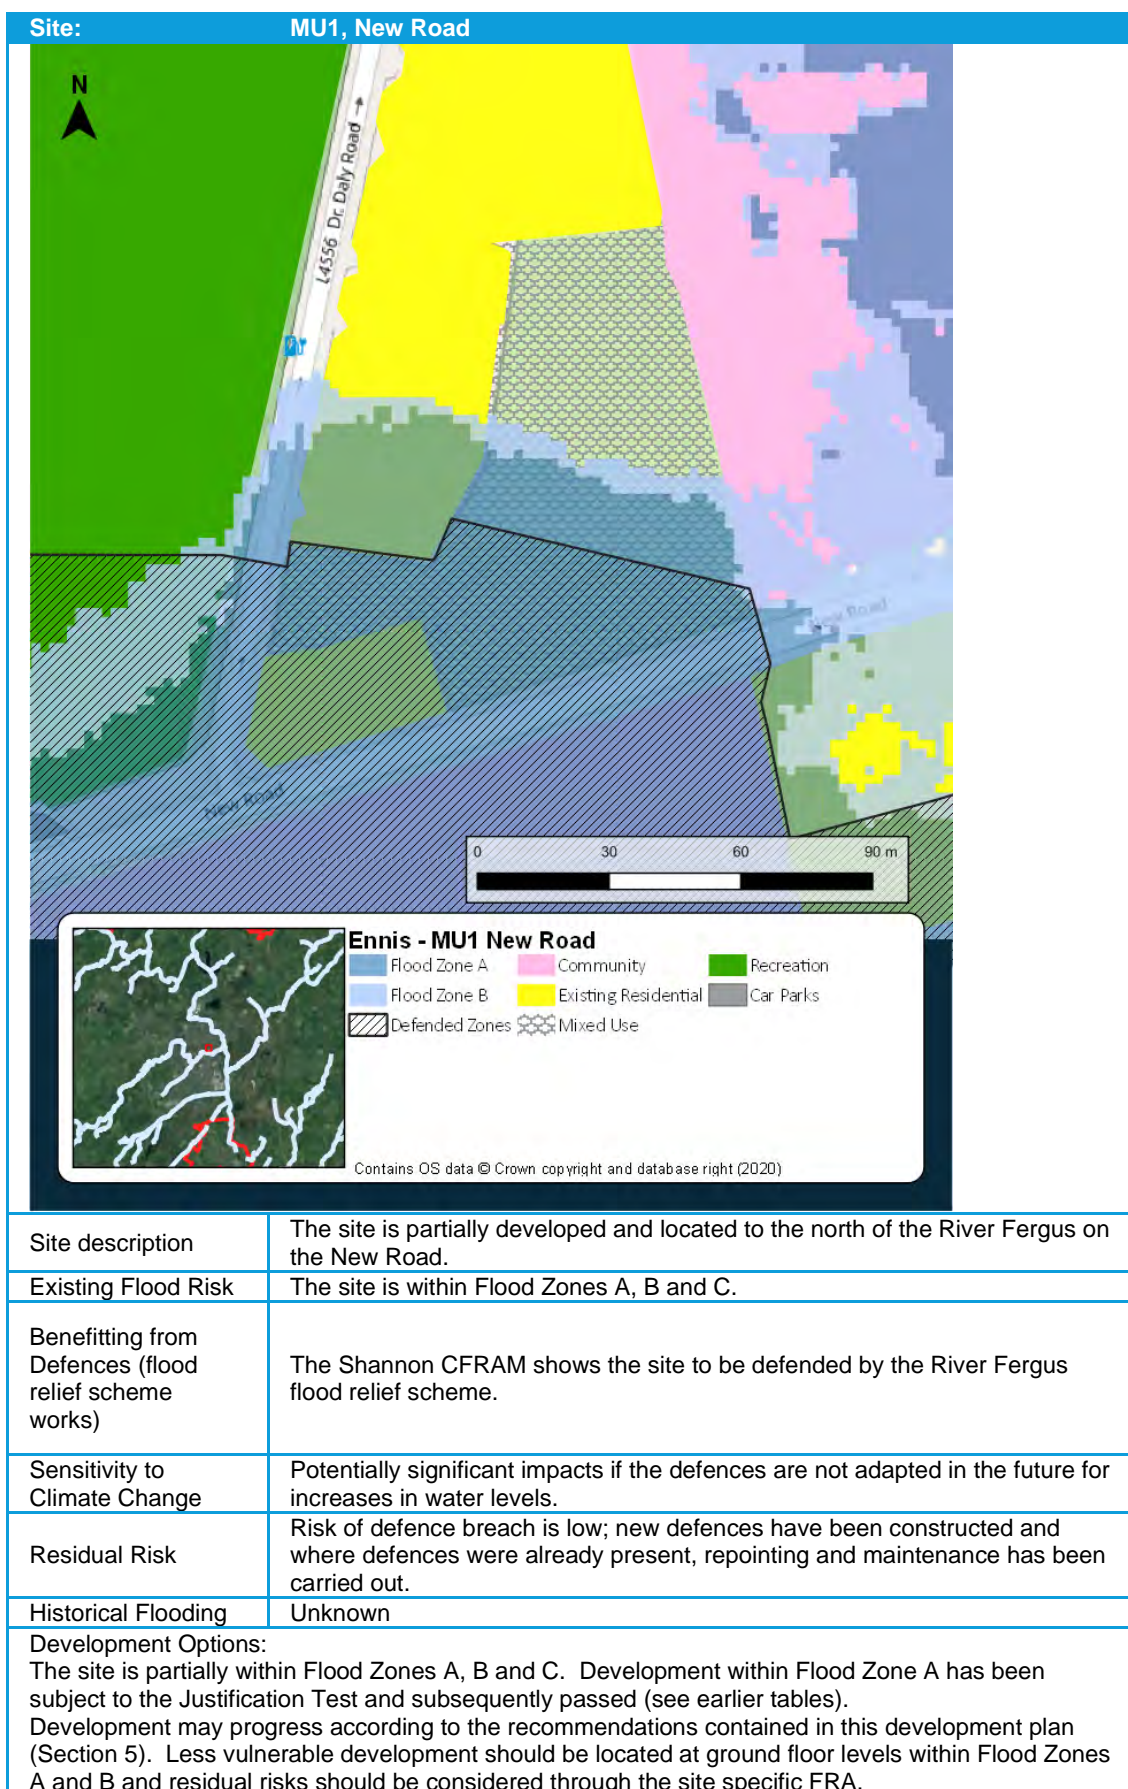 Site: MU1, New Road
N
L4556 Dr. Daly Road →
New Road
New Road
0 30 60 90 m
Ennis - MU1 New Road
Flood Zone A Community Recreation
Flood Zone B Existing Residential Car Parks
Defended Zones Mixed Use
Contains OS data © Crown copyright and database right (2020)
Site description
The site is partially developed and located to the north of the River Fergus on
the New Road.
Existing Flood Risk
The site is within Flood Zones A, B and C.
Benefitting from
Defences (flood
relief scheme
works)
The Shannon CFRAM shows the site to be defended by the River Fergus
flood relief scheme.
Sensitivity to
Climate Change
Potentially significant impacts if the defences are not adapted in the future for
increases in water levels.
Residual Risk
Risk of defence breach is low; new defences have been constructed and
where defences were already present, repointing and maintenance has been
carried out.
Historical Flooding
Unknown
Development Options:
The site is partially within Flood Zones A, B and C. Development within Flood Zone A has been
subject to the Justification Test and subsequently passed (see earlier tables).
Development may progress according to the recommendations contained in this development plan
(Section 5). Less vulnerable development should be located at ground floor levels within Flood Zones
A and B and residual risks should be considered through the site specific FRA.